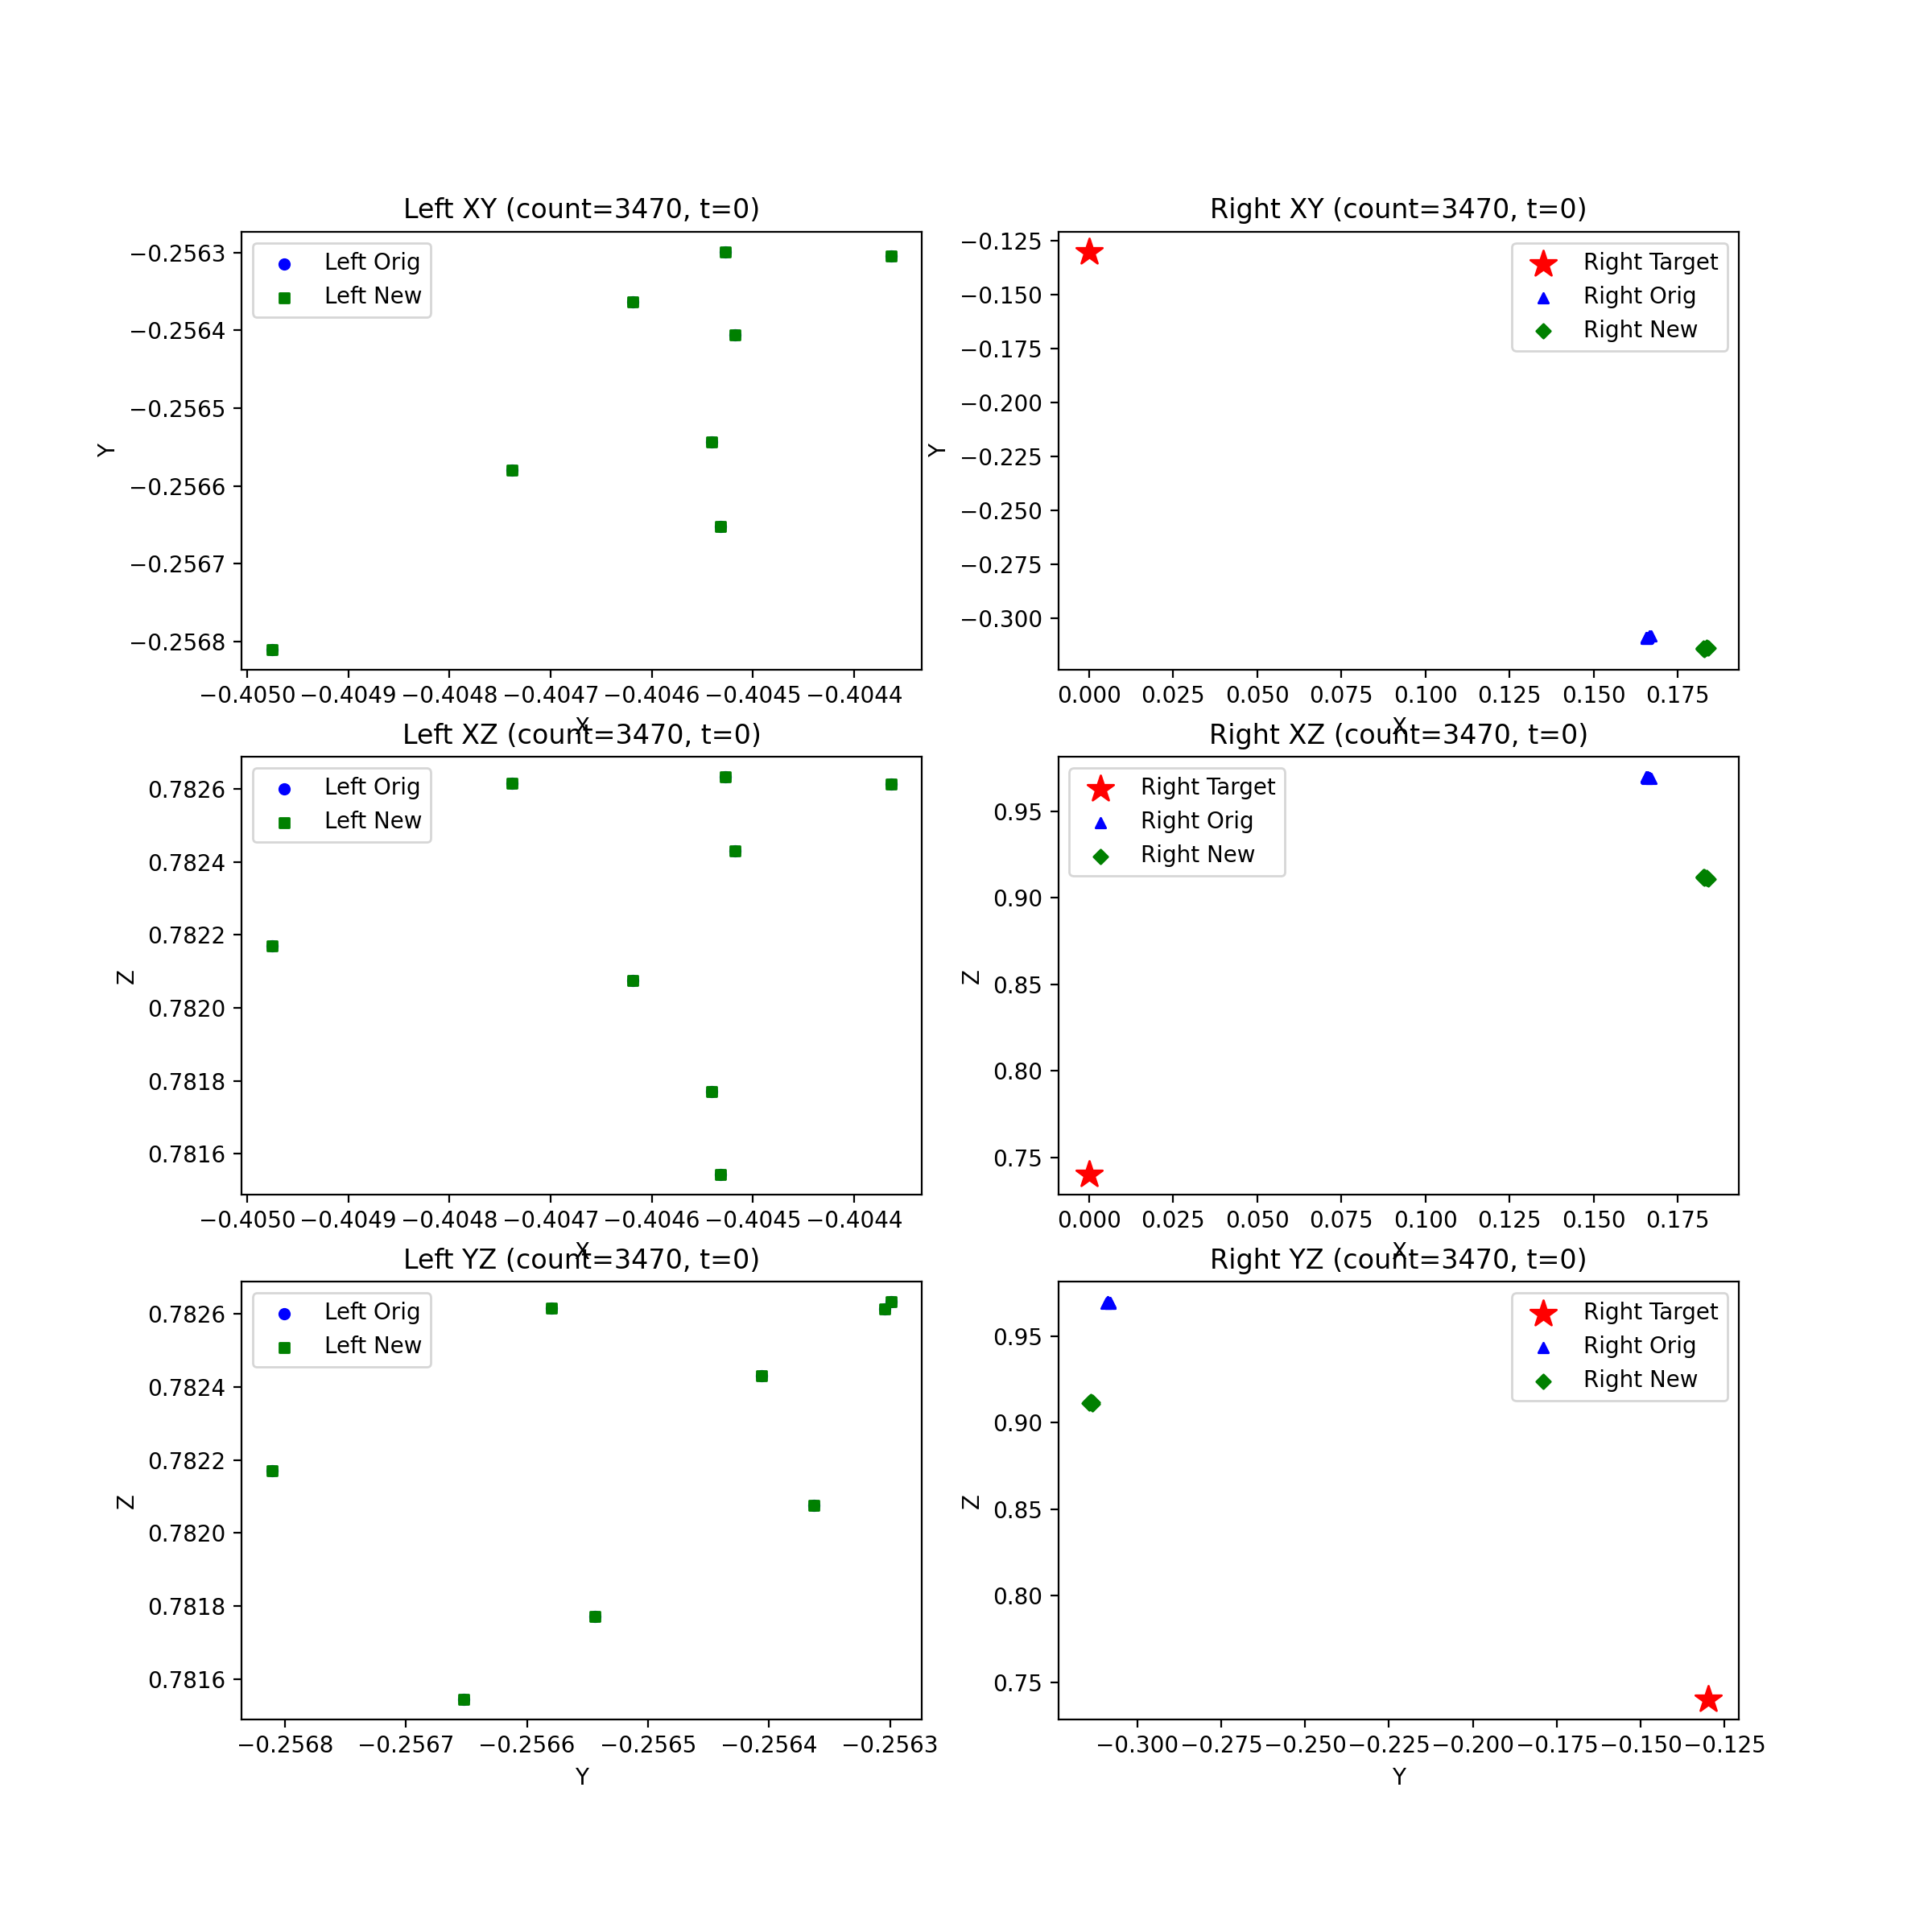 Left XY (count=3470, t=0)
−0.2563
−0.2564
−0.2565
−0.2566
−0.2567
−0.2568
Y
Left Orig
Left New
−0.4050 −0.4049 −0.4048 −0.4047 −0.4046 −0.4045 −0.4044
X
Right XY (count=3470, t=0)
−0.125
−0.150
−0.175
−0.200
−0.225
−0.250
−0.275
−0.300
Y
Right Target
Right Orig
Right New
0.000 0.025 0.050 0.075 0.100 0.125 0.150 0.175
X
Left XZ (count=3470, t=0)
0.7826
0.7824
0.7822
0.7820
0.7818
0.7816
Z
Left Orig
Left New
−0.4050 −0.4049 −0.4048 −0.4047 −0.4046 −0.4045 −0.4044
X
Right XZ (count=3470, t=0)
0.95
0.90
0.85
0.80
0.75
Z
Right Target
Right Orig
Right New
0.000 0.025 0.050 0.075 0.100 0.125 0.150 0.175
X
Left YZ (count=3470, t=0)
0.7826
0.7824
0.7822
0.7820
0.7818
0.7816
Z
Left Orig
Left New
−0.2568 −0.2567 −0.2566 −0.2565 −0.2564 −0.2563
Y
Right YZ (count=3470, t=0)
0.95
0.90
0.85
0.80
0.75
Z
Right Target
Right Orig
Right New
−0.300 −0.275 −0.250 −0.225 −0.200 −0.175 −0.150 −0.125
Y